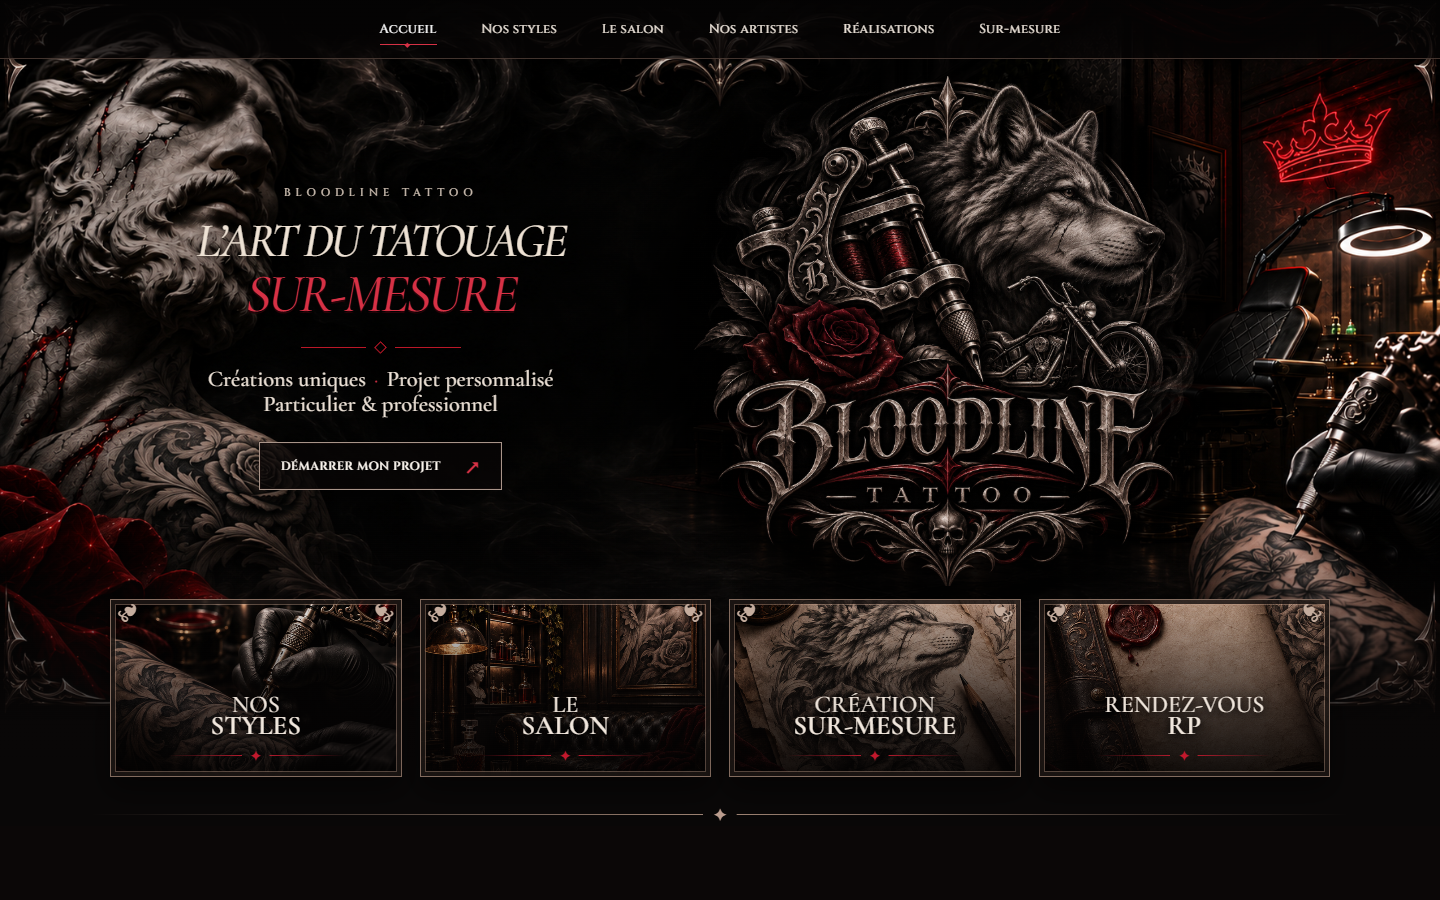 Accueil
Nos styles
Le salon
Nos artistes
Réalisations
Sur-mesure
BLOODLINE TATTOO
L'ART DU TATOUAGE
SUR-MESURE
Créations uniques · Projet personnalisé
Particulier & professionnel
DÉMARRER MON PROJET ↗
B
BLOODLINE
TATTOO
NOS
STYLES
LE
SALON
CRÉATION
SUR-MESURE
RENDEZ-VOUS
RP